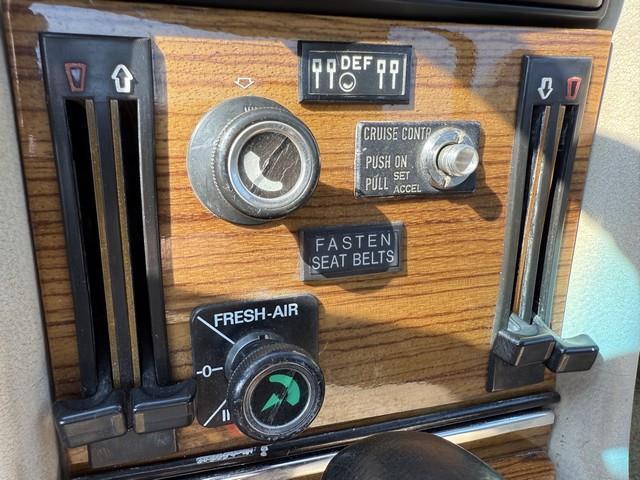 DEF
CRUISE CONTR
PUSH ON
SET
PULL ACCEL
FASTEN
SEAT BELTS
FRESH-AIR
-0-
II